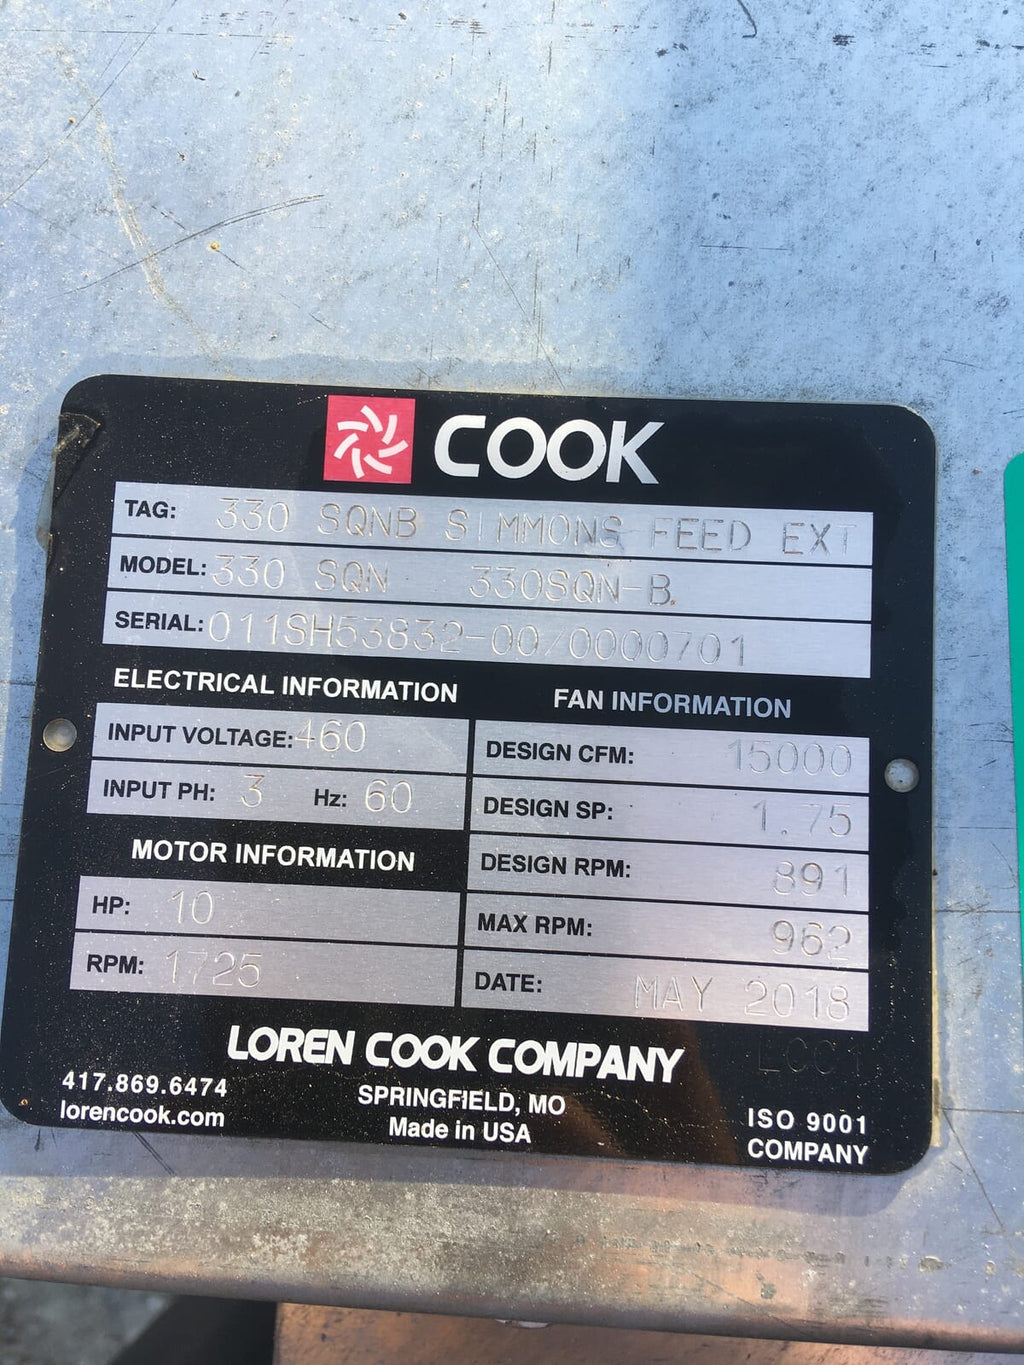 COOK
TAG: 330 SQNB SIMMONS FEED EXT
MODEL: 330 SQN 330SQN-B
SERIAL: 011SH53832-00/0000701
ELECTRICAL INFORMATION
INPUT VOLTAGE: 460
INPUT PH: 3 Hz: 60
MOTOR INFORMATION
HP: 10
RPM: 1725
FAN INFORMATION
DESIGN CFM: 15000
DESIGN SP: 1.75
DESIGN RPM: 891
MAX RPM: 962
DATE: MAY 2018
LCC1
LOREN COOK COMPANY
417.869.6474
lorencook.com
SPRINGFIELD, MO
Made in USA
ISO 9001
COMPANY